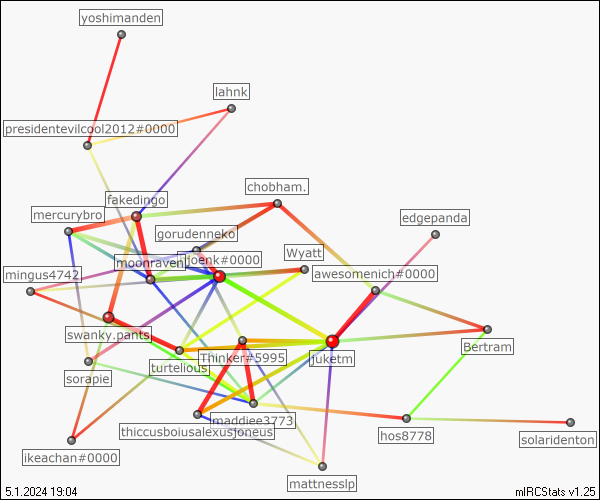 yoshimanden
lahnk
presidentevilcool2012#0000
chobham.
fakedingo
mercurybro
edgepanda
gorudenneko
Wyatt
joenk#0000
moonraven
mingus4742
awesomenich#0000
swanky.pants
Bertram
Thinker#5995
juketm
turtelious
sorapie
maddiee3773
thiccusboiusalexusjoneus
hos8778
solaridenton
ikeachan#0000
mattnesslp
5.1.2024 19:04
mIRCStats v1.25